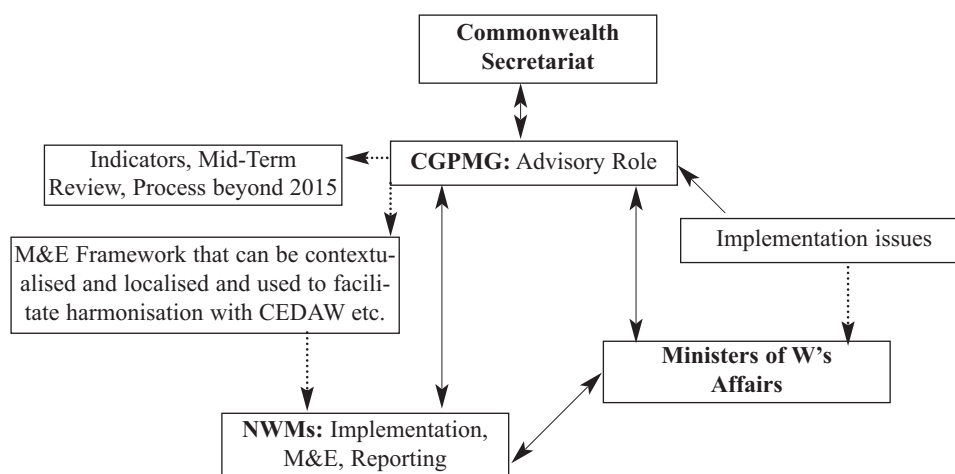 Commonwealth
Secretariat
CGPMG: Advisory Role
Indicators, Mid-Term
Review, Process beyond 2015
Implementation issues
M&E Framework that can be contextu-
alised and localised and used to facili-
tate harmonisation with CEDAW etc.
Ministers of W's
Affairs
NWMs: Implementation,
M&E, Reporting